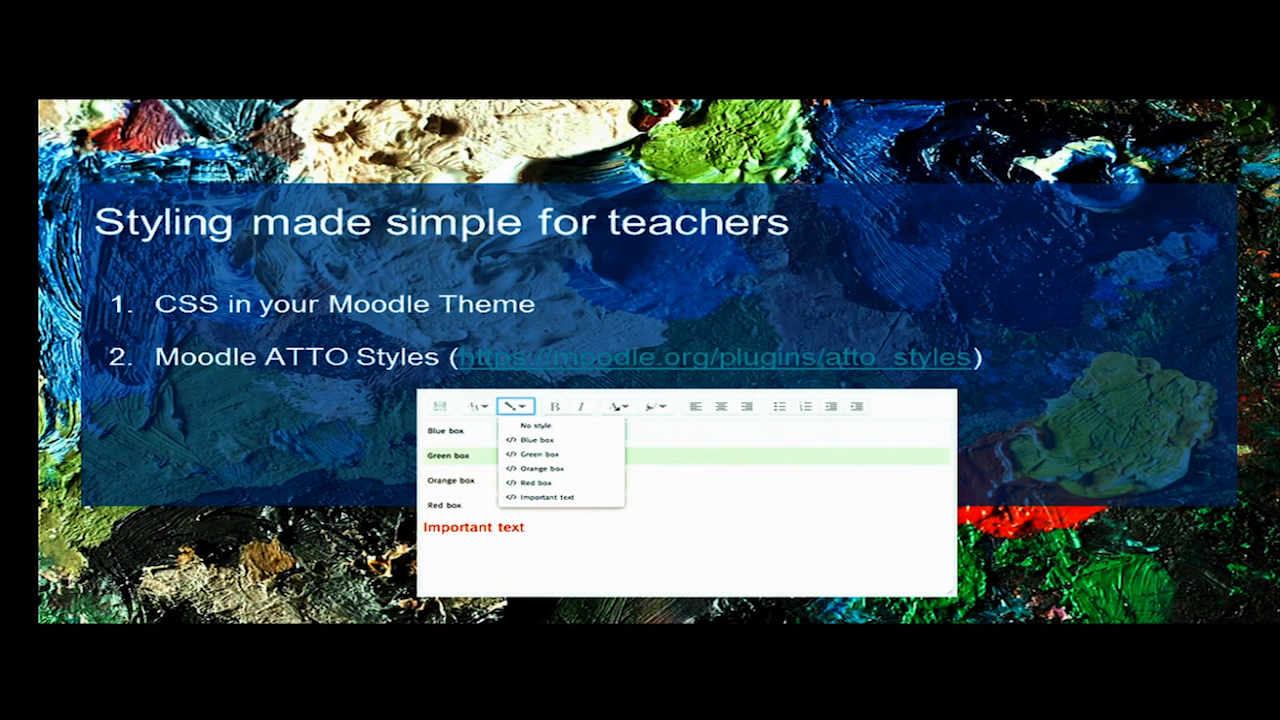 Styling made simple for teachers
1. CSS in your Moodle Theme
2. Moodle ATTO Styles (https://moodle.org/plugins/atto_styles)
B I
No style
Blue box
</> Blue box
Green box
</> Green box
</> Orange box
Orange box
</> Red box
</> Important text
Red box
Important text